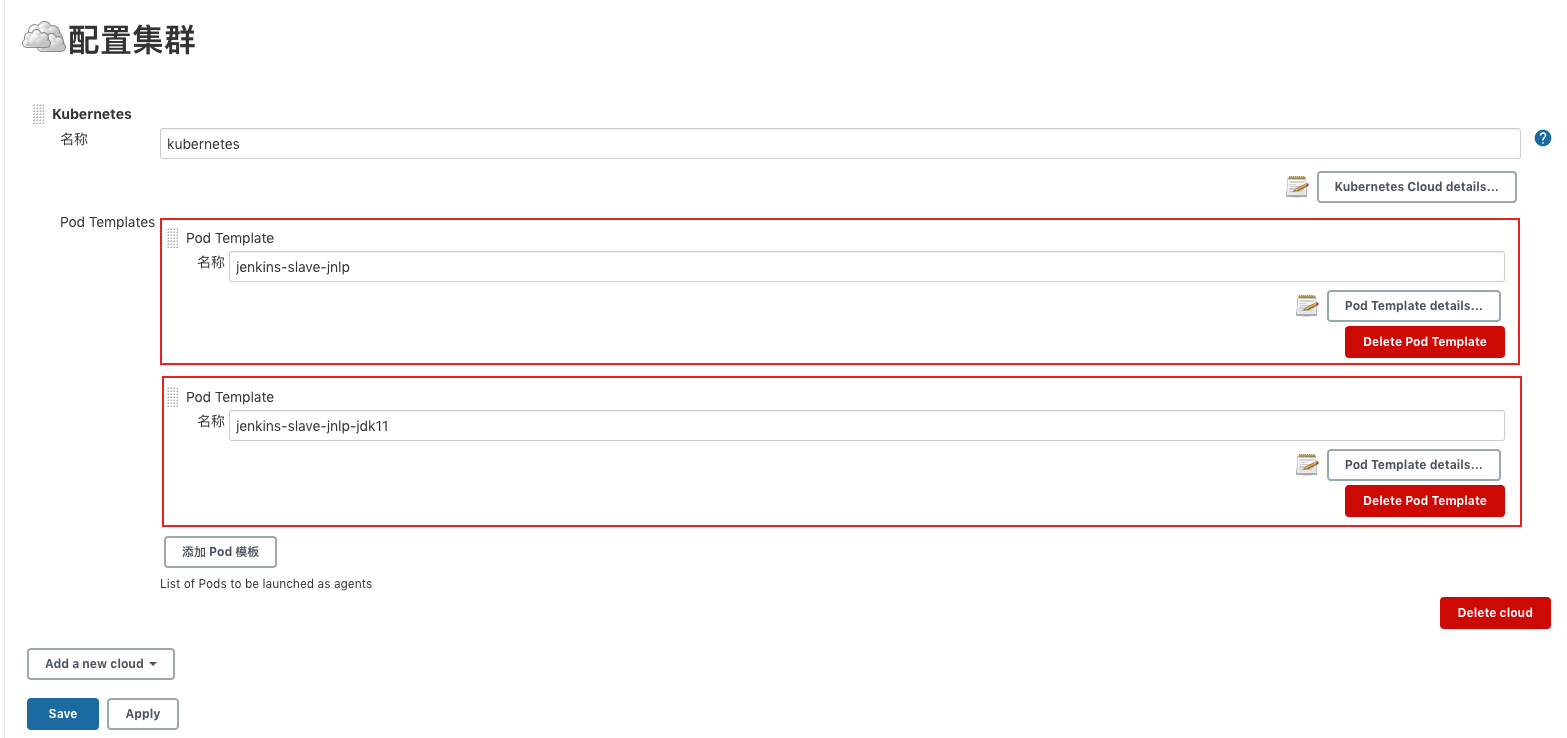 配置集群
Kubernetes
名称
kubernetes
?
Kubernetes Cloud details...
Pod Templates
Pod Template
名称
jenkins-slave-jnlp
Pod Template details...
Delete Pod Template
Pod Template
名称
jenkins-slave-jnlp-jdk11
Pod Template details...
Delete Pod Template
添加 Pod 模板
List of Pods to be launched as agents
Delete cloud
Add a new cloud
Save
Apply